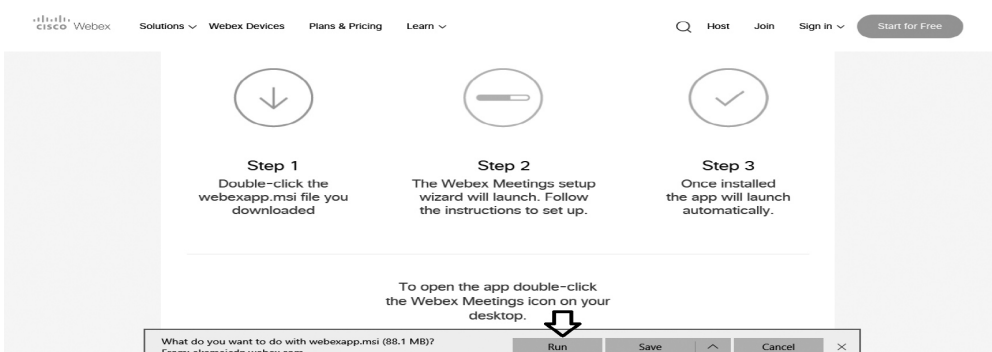 cisco Webex Solutions Webex Devices Plans & Pricing Learn Host Join Sign in Start for Free
Step 1
Double-click the
webexapp.msi file you
downloaded
Step 2
The Webex Meetings setup
wizard will launch. Follow
the instructions to set up.
Step 3
Once installed
the app will launch
automatically.
To open the app double-click
the Webex Meetings icon on your
desktop.
What do you want to do with webexapp.msi (88.1 MB)?
Run Save Cancel